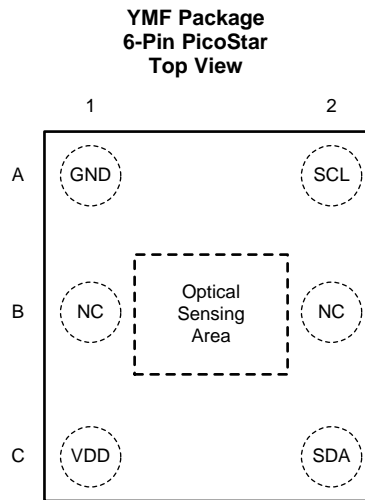 YMF Package
6-Pin PicoStar
Top View
1 2
A GND SCL
B NC Optical Sensing Area NC
C VDD SDA